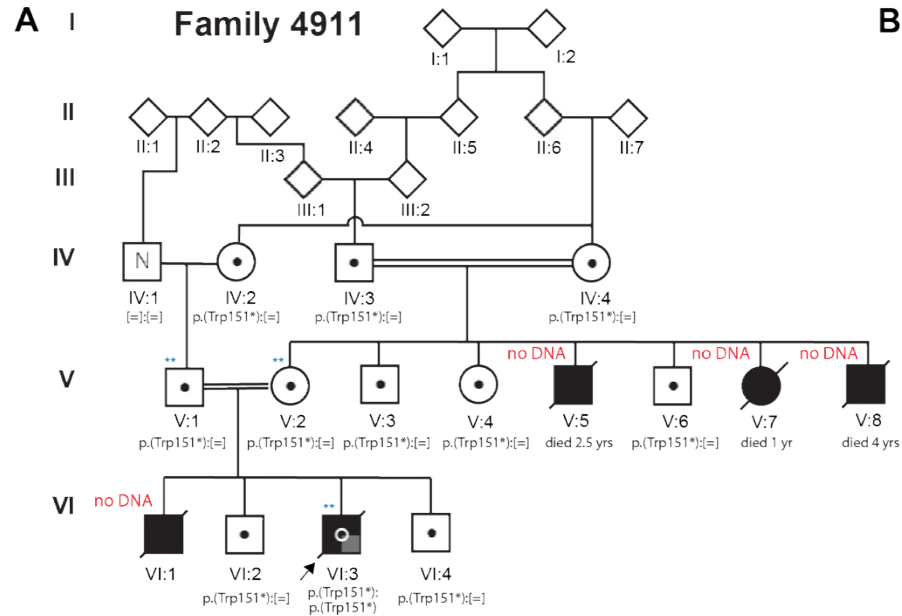 A Family 4911 B
I
I:1 I:2
II
II:1 II:2 II:3 II:4 II:5 II:6 II:7
III
III:1 III:2
IV
N
IV:1 IV:2 IV:3 IV:4
[=]:[=] p.(Trp151*):[=] p.(Trp151*):[=] p.(Trp151*):[=]
no DNA no DNA no DNA
** **
V
V:1 V:2 V:3 V:4 V:5 V:6 V:7 V:8
p.(Trp151*):[=] p.(Trp151*):[=] p.(Trp151*):[=] p.(Trp151*):[=] died 2.5 yrs p.(Trp151*):[=] died 1 yr died 4 yrs
VI no DNA **
VI:1 VI:2 VI:3 VI:4
p.(Trp151*):[=] p.(Trp151*): p.(Trp151*):[=]
p.(Trp151*)